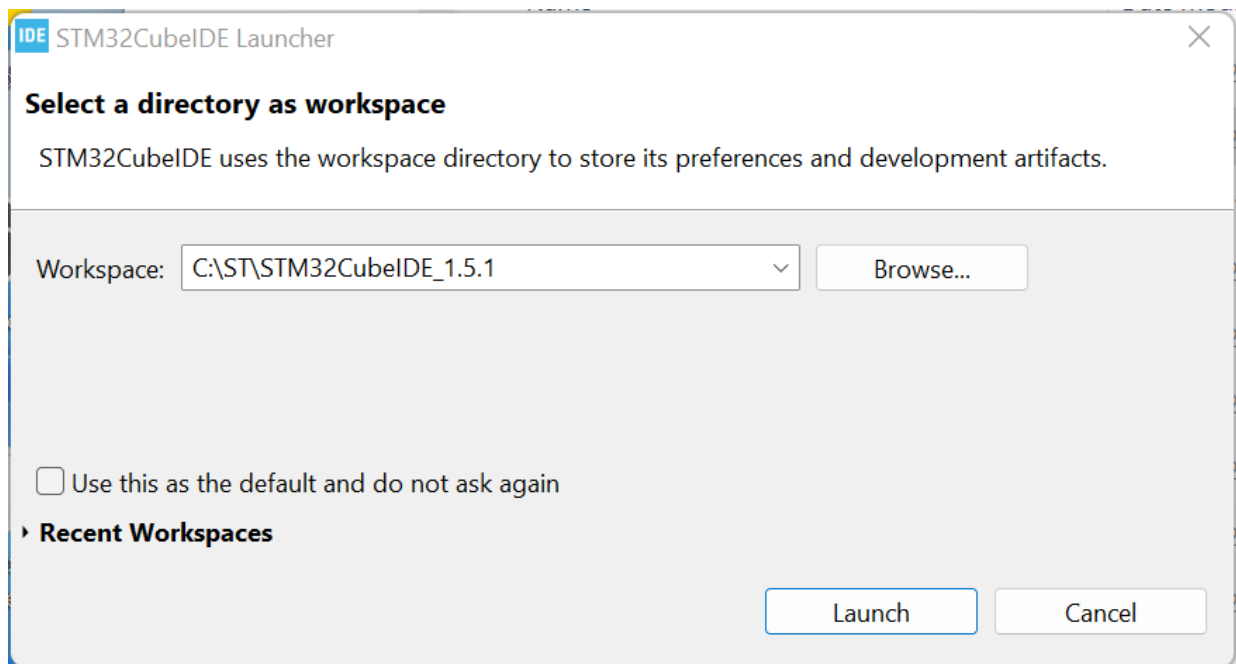 IDE STM32CubeIDE Launcher
Select a directory as workspace
STM32CubeIDE uses the workspace directory to store its preferences and development artifacts.
Workspace: C:\ST\STM32CubeIDE_1.5.1 Browse...
Use this as the default and do not ask again
Recent Workspaces
Launch Cancel